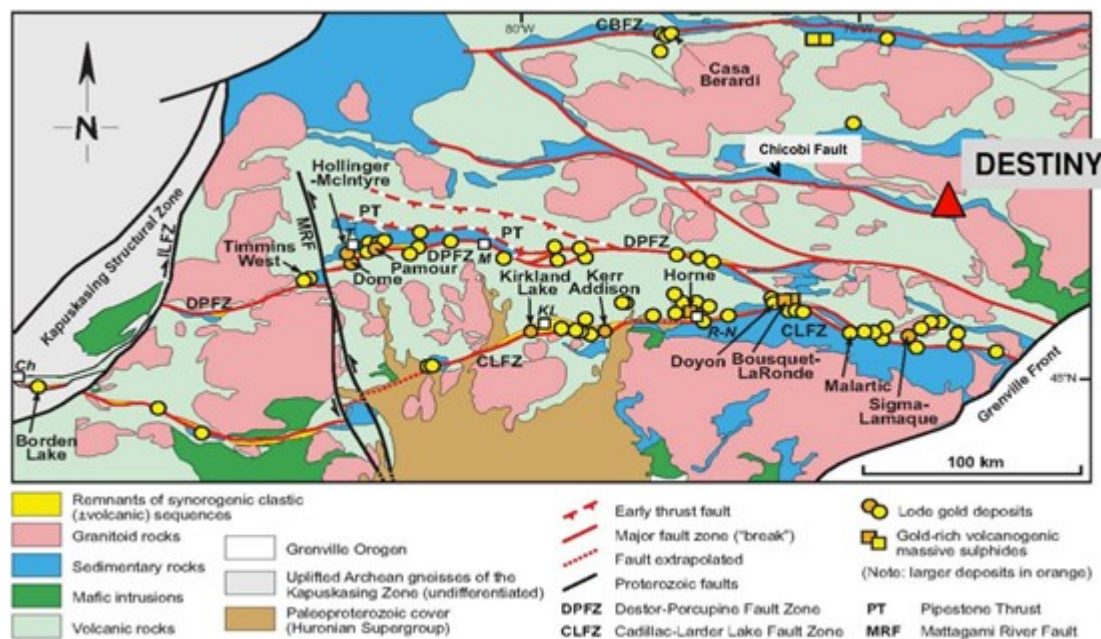 80°W
78°W
CBFZ
Casa
Berardi
N
Chicobi Fault
DESTINY
Hollinger
-McIntyre
Kapuskasing Structural Zone
ILFZ
MRF
PT
PT
T
M
DPFZ
DPFZ
Timmins
West
Pamour
Dome
Kirkland
Lake
Kerr
Addison
Horne
DPFZ
KL
R-N
CLFZ
Doyon
Bousquet-
LaRonde
CLFZ
Malartic
Sigma-
Lamaque
48°N
Grenville Front
Ch
Borden
Lake
100 km
Remnants of synorogenic clastic
(±volcanic) sequences
Granitoid rocks
Sedimentary rocks
Mafic intrusions
Volcanic rocks
Grenville Orogen
Uplifted Archean gneisses of the
Kapuskasing Zone (undifferentiated)
Paleoproterozoic cover
(Huronian Supergroup)
Early thrust fault
Major fault zone ("break")
Fault extrapolated
Proterozoic faults
DPFZ Destor-Porcupine Fault Zone
CLFZ Cadillac-Larder Lake Fault Zone
Lode gold deposits
Gold-rich volcanogenic
massive sulphides
(Note: larger deposits in orange)
PT Pipestone Thrust
MRF Mattagami River Fault